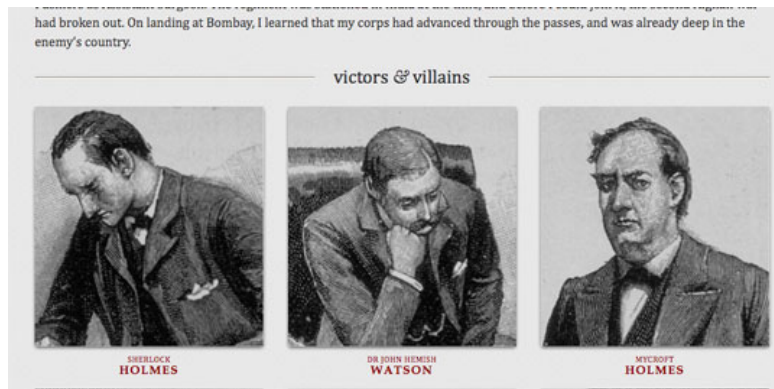 had broken out. On landing at Bombay, I learned that my corps had advanced through the passes, and was already deep in the
enemy's country.
victors & villains
SHERLOCK
HOLMES
DR JOHN HEMISH
WATSON
MYCROFT
HOLMES